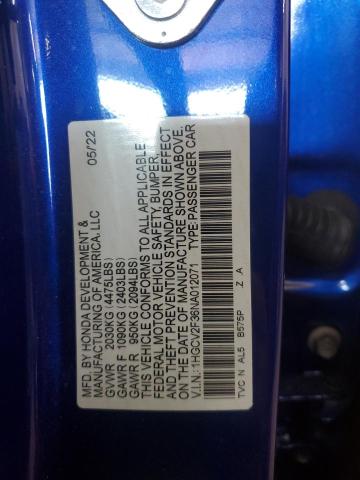 MFD. BY HONDA DEVELOPMENT & 05/22
MANUFACTURING OF AMERICA, LLC
GVWR 2030KG (4475LBS)
GAWR F 1090KG (2403LBS)
GAWR R 950KG (2094LBS)
THIS VEHICLE CONFORMS TO ALL APPLICABLE
FEDERAL MOTOR VEHICLE SAFETY, BUMPER,
AND THEFT PREVENTION STANDARDS IN EFFECT
ON THE DATE OF MANUFACTURE SHOWN ABOVE.
V.I.N.: 1HGCV2F36NA012071 TYPE: PASSENGER CAR
TVC N AL5 B575P Z A